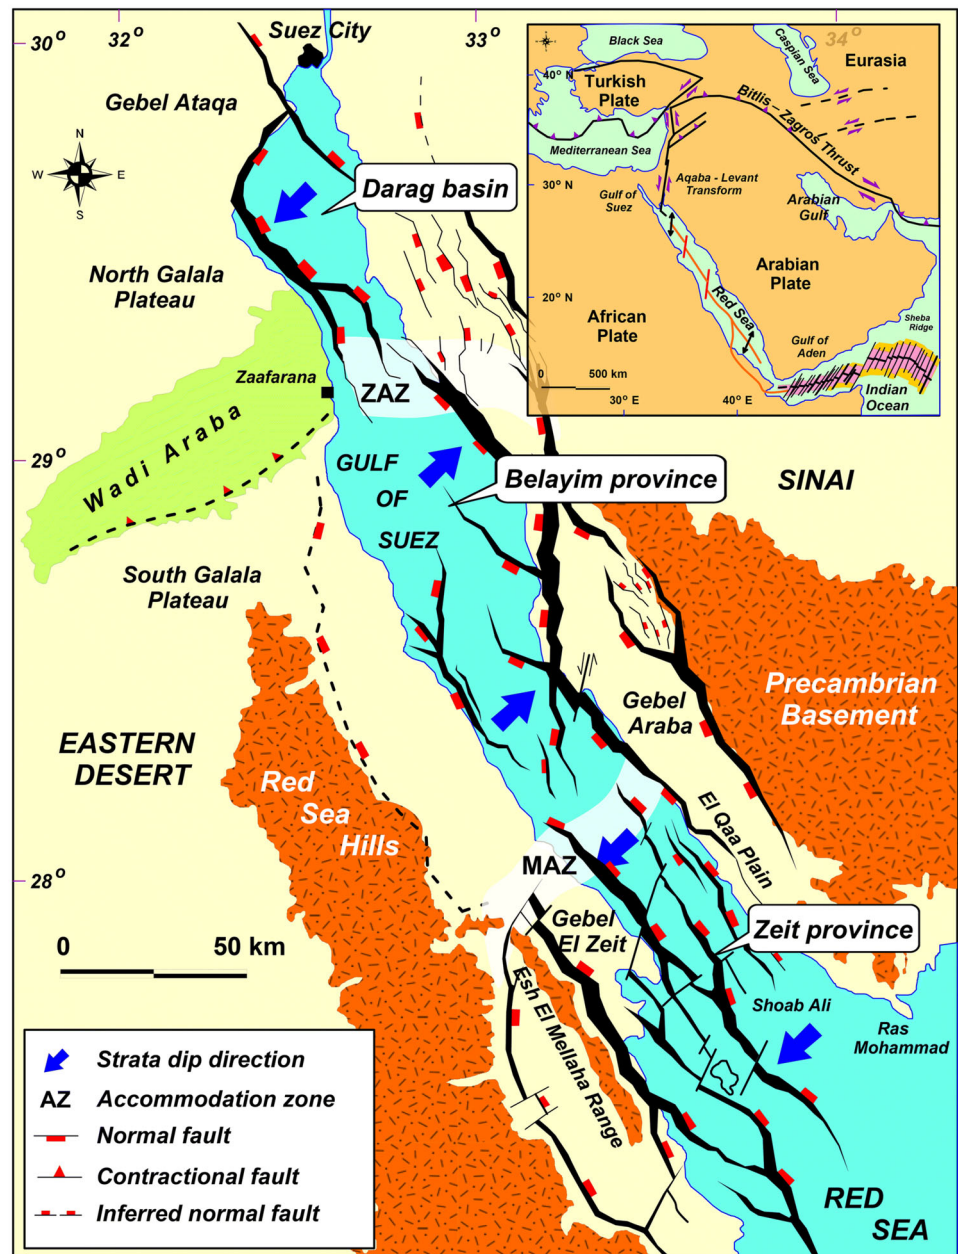 30°
32°
33
34°
Suez City
Gebel Ataqa
N
W
E
S
Darag basin
North Galala
Plateau
Zaafarana
ZAZ
Wadi Araba
29°
GULF
OF
SUEZ
Belayim province
SINAI
South Galala
Plateau
Gebel
Araba
Precambrian
Basement
EASTERN
DESERT
Red
Sea
Hills
El Qaa Plain
MAZ
28°
Gebel
El Zeit
Zeit province
0
50 km
Esh El Mellaha Range
Shoab Ali
Ras
Mohammad
RED
SEA
Strata dip direction
AZ
Accommodation zone
Normal fault
Contractional fault
Inferred normal fault
Black Sea
Caspian Sea
Eurasia
40° N
Turkish
Plate
Bitlis – Zagros Thrust
Mediterranean Sea
30° N
Aqaba - Levant
Transform
Gulf of
Suez
Arabian
Gulf
Arabian
Plate
20° N
African
Plate
Red Sea
Sheba
Ridge
Gulf of
Aden
0
500 km
Indian
Ocean
30° E
40° E